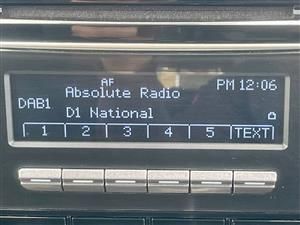 AF
Absolute Radio
PM 12:06
DAB1
D1 National
1 2 3 4 5 TEXT